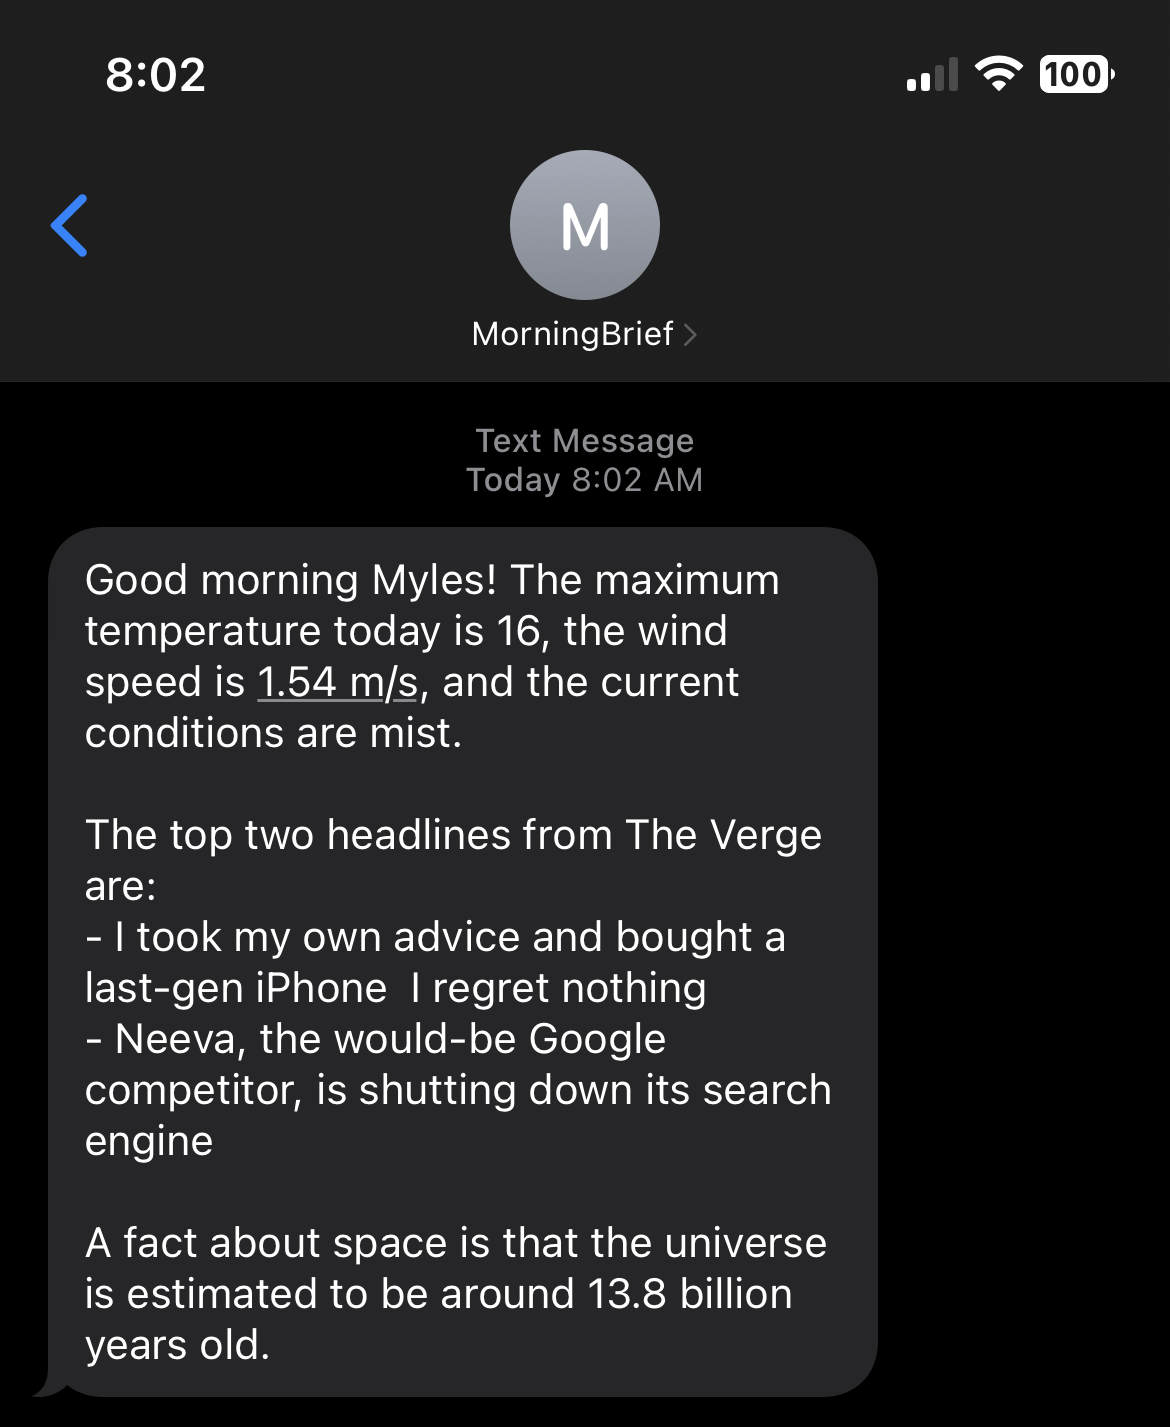 8:02
100
M
MorningBrief
Text Message
Today 8:02 AM
Good morning Myles! The maximum
temperature today is 16, the wind
speed is 1.54 m/s, and the current
conditions are mist.
The top two headlines from The Verge
are:
- I took my own advice and bought a
last-gen iPhone  I regret nothing
- Neeva, the would-be Google
competitor, is shutting down its search
engine
A fact about space is that the universe
is estimated to be around 13.8 billion
years old.